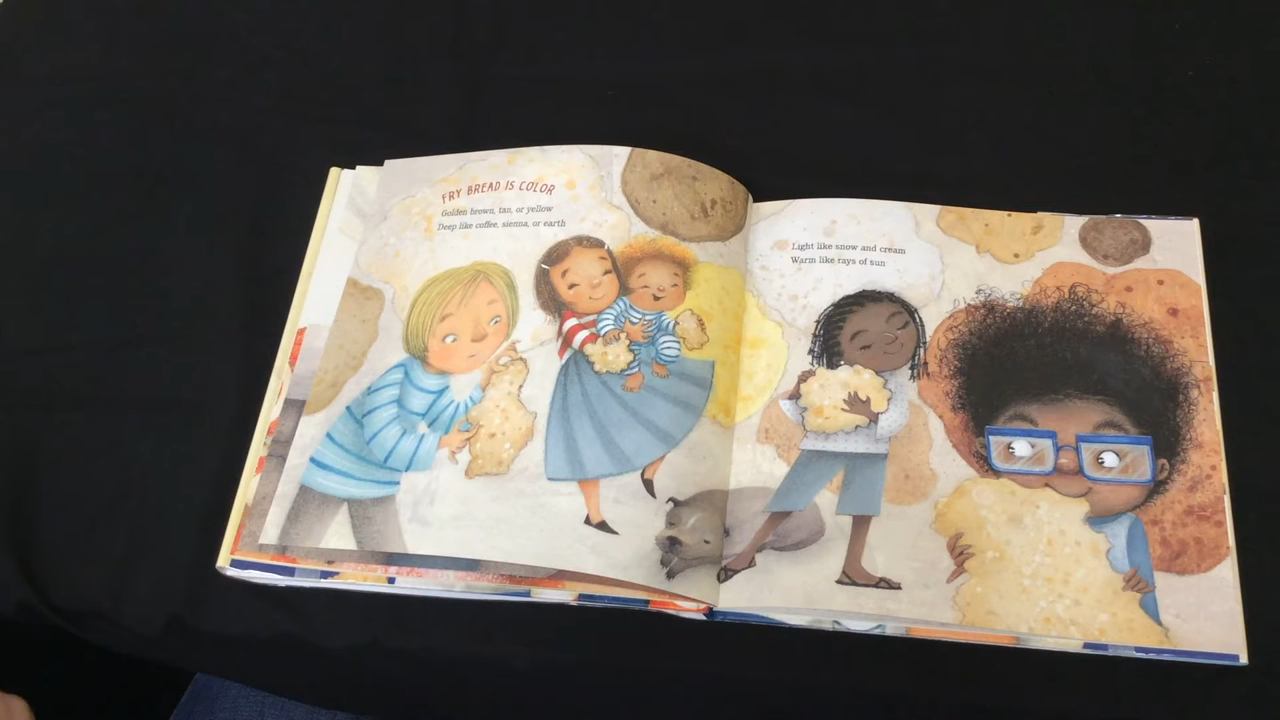 FRY BREAD IS COLOR
Golden brown, tan, or yellow
Deep like coffee, sienna, or earth
Light like snow and cream
Warm like rays of sun